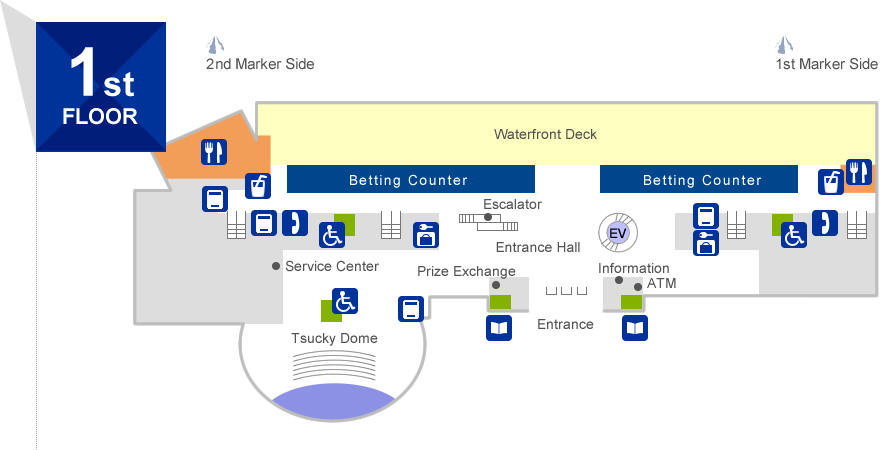 1st
FLOOR
2nd Marker Side
1st Marker Side
Waterfront Deck
Betting Counter
Betting Counter
Escalator
EV
Entrance Hall
Service Center
Prize Exchange
Information
ATM
Entrance
Tsucky Dome